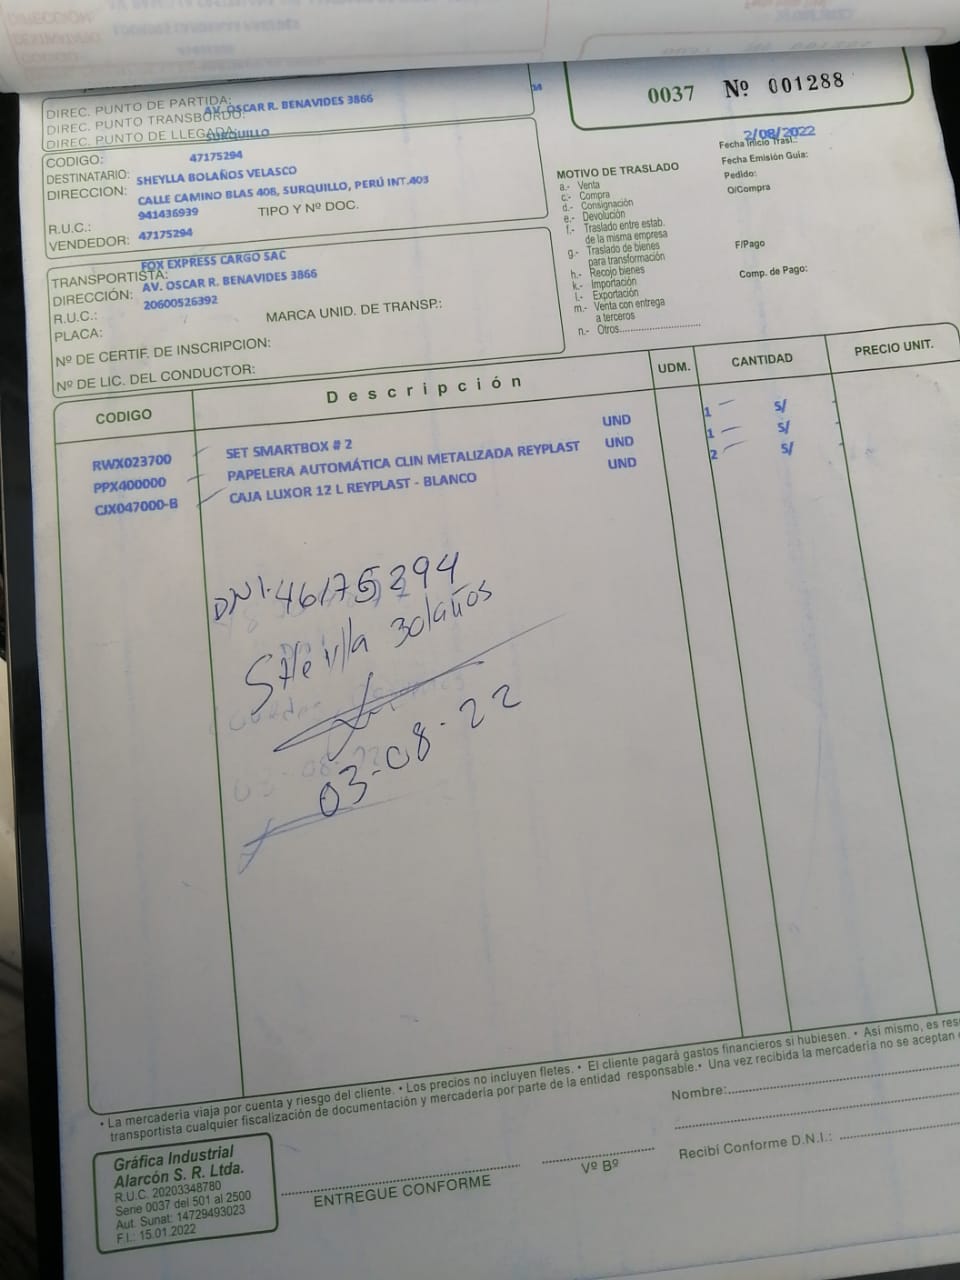 0037 Nº 001288
DIREC. PUNTO DE PARTIDA: AV. OSCAR R. BENAVIDES 3866
DIREC. PUNTO TRANSBORDO:
DIREC. PUNTO DE LLEGADA: SURQUILLO
CODIGO: 47175294
DESTINATARIO: SHEYLLA BOLAÑOS VELASCO
DIRECCION: CALLE CAMINO BLAS 408, SURQUILLO, PERÚ INT.403
941436939 TIPO Y Nº DOC.
R.U.C.:
VENDEDOR: 47175294
2/08/2022
Fecha Inicio Trasl.:
Fecha Emisión Guia:
Pedido:
O/Compra
F/Pago
Comp. de Pago:
MOTIVO DE TRASLADO
a.- Venta
c.- Compra
d.- Consignación
e.- Devolución
f.- Traslado entre estab.
de la misma empresa
g.- Traslado de bienes
para transformación
h.- Recojo bienes
k.- Importación
l.- Exportación
m.- Venta con entrega
a terceros
n.- Otros
TRANSPORTISTA: FOX EXPRESS CARGO SAC
DIRECCIÓN: AV. OSCAR R. BENAVIDES 3866
R.U.C.: 20600526392
PLACA: MARCA UNID. DE TRANSP.:
Nº DE CERTIF. DE INSCRIPCION:
Nº DE LIC. DEL CONDUCTOR:
CODIGO Descripción UDM. CANTIDAD PRECIO UNIT.
RWX023700 SET SMARTBOX # 2 UND 1 - S/ -
PPX400000 PAPELERA AUTOMÁTICA CLIN METALIZADA REYPLAST UND 1 - S/ -
CJX047000-B CAJA LUXOR 12 L REYPLAST - BLANCO UND 2 - S/ -
DNI. 46175294
Sheylla Bolaños
03-08-22
• La mercadería viaja por cuenta y riesgo del cliente. • Los precios no incluyen fletes. • El cliente pagará gastos financieros si hubiesen. • Asi mismo, es
transportista cualquier fiscalización de documentación y mercadería por parte de la entidad responsable. • Una vez recibida la mercadería no se aceptan
Gráfica Industrial
Alarcón S. R. Ltda.
R.U.C. 20203348780
Serie 0037 del 501 al 2500
Aut. Sunat: 14729493023
F.I.: 15.01.2022
ENTREGUE CONFORME
Vº Bº
Nombre:
Recibí Conforme D.N.I.: